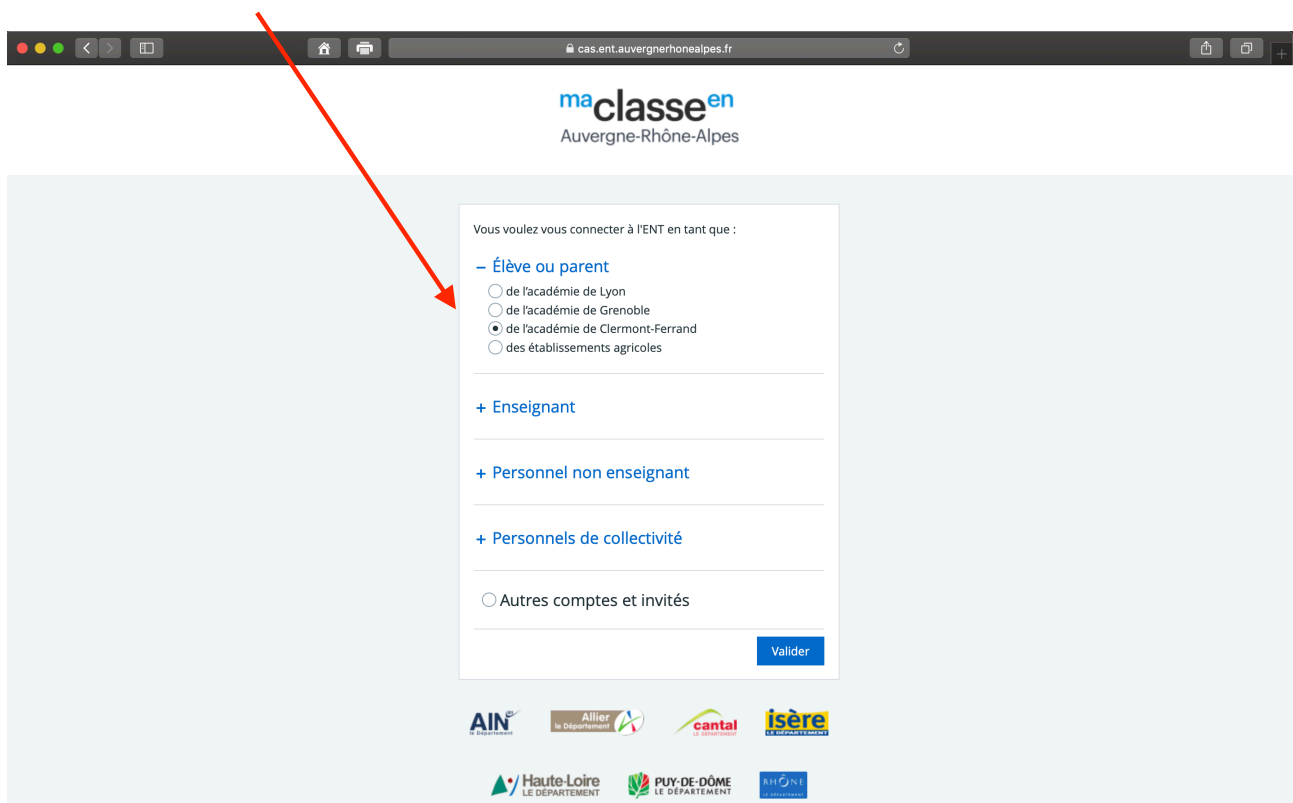 cas.ent.auvergnerhonealpes.fr
maclasseen
Auvergne-Rhône-Alpes
Vous voulez vous connecter à l'ENT en tant que :
– Élève ou parent
de l'académie de Lyon
de l'académie de Grenoble
de l'académie de Clermont-Ferrand
des établissements agricoles
+ Enseignant
+ Personnel non enseignant
+ Personnels de collectivité
Autres comptes et invités
Valider
AIN
le Département
Allier
le Département
cantal
LE DÉPARTEMENT
isère
LE DÉPARTEMENT
Haute-Loire
LE DÉPARTEMENT
PUY-DE-DÔME
LE DÉPARTEMENT
RHÔNE
LE DÉPARTEMENT